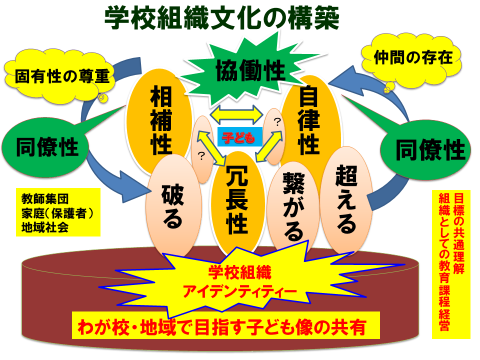 学校組織文化の構築
協働性
仲間の存在
固有性の尊重
相補性
自律性
子ども
?
?
同僚性
同僚性
破る
冗長性
繋がる
超える
教師集団
家庭(保護者)
地域社会
目標の共通理解
組織としての教育課程経営
学校組織
アイデンティティー
わが校・地域で目指す子ども像の共有